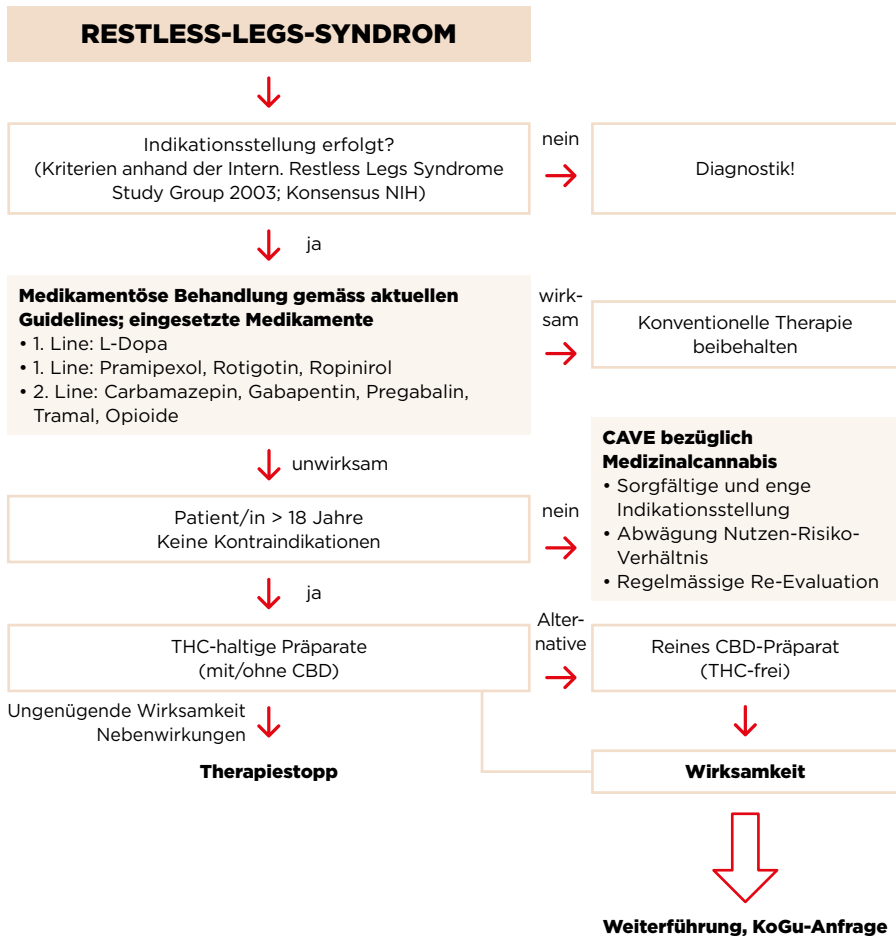 RESTLESS-LEGS-SYNDROM
Indikationsstellung erfolgt?
(Kriterien anhand der Intern. Restless Legs Syndrome
Study Group 2003; Konsensus NIH)
nein
Diagnostik!
ja
Medikamentöse Behandlung gemäss aktuellen
Guidelines; eingesetzte Medikamente
• 1. Line: L-Dopa
• 1. Line: Pramipexol, Rotigotin, Ropinirol
• 2. Line: Carbamazepin, Gabapentin, Pregabalin,
Tramal, Opioide
wirk-
sam
Konventionelle Therapie
beibehalten
unwirksam
Patient/in > 18 Jahre
Keine Kontraindikationen
nein
CAVE bezüglich
Medizinalcannabis
• Sorgfältige und enge
Indikationsstellung
• Abwägung Nutzen-Risiko-
Verhältnis
• Regelmässige Re-Evaluation
ja
THC-haltige Präparate
(mit/ohne CBD)
Alter-
native
Reines CBD-Präparat
(THC-frei)
Ungenügende Wirksamkeit
Nebenwirkungen
Therapiestopp
Wirksamkeit
Weiterführung, KoGu-Anfrage